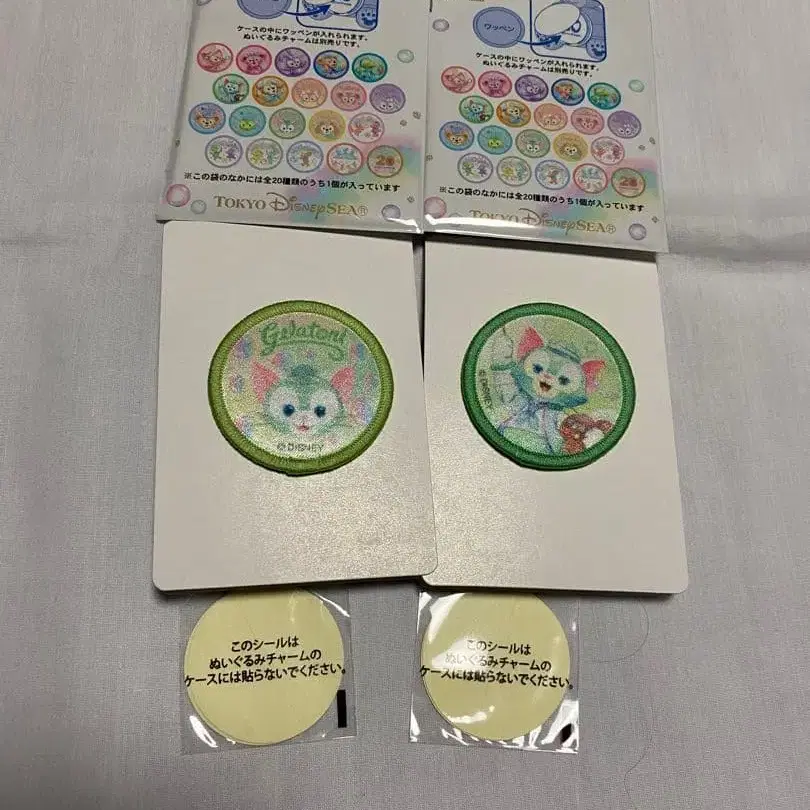 ワッペン
ケースの中にワッペンが入れられます。
ぬいぐるみチャームは別売りです。
※この袋のなかには全20種類のうち1個が入っています
TOKYO DISNEYSEA®
ワッペン
ケースの中にワッペンが入れられます。
ぬいぐるみチャームは別売りです。
※この袋のなかには全20種類のうち1個が入っています
TOKYO DISNEYSEA®
Gelatoni
© DISNEY
© DISNEY
このシールは
ぬいぐるみチャームの
ケースには貼らないでください。
このシールは
ぬいぐるみチャームの
ケースには貼らないでください。